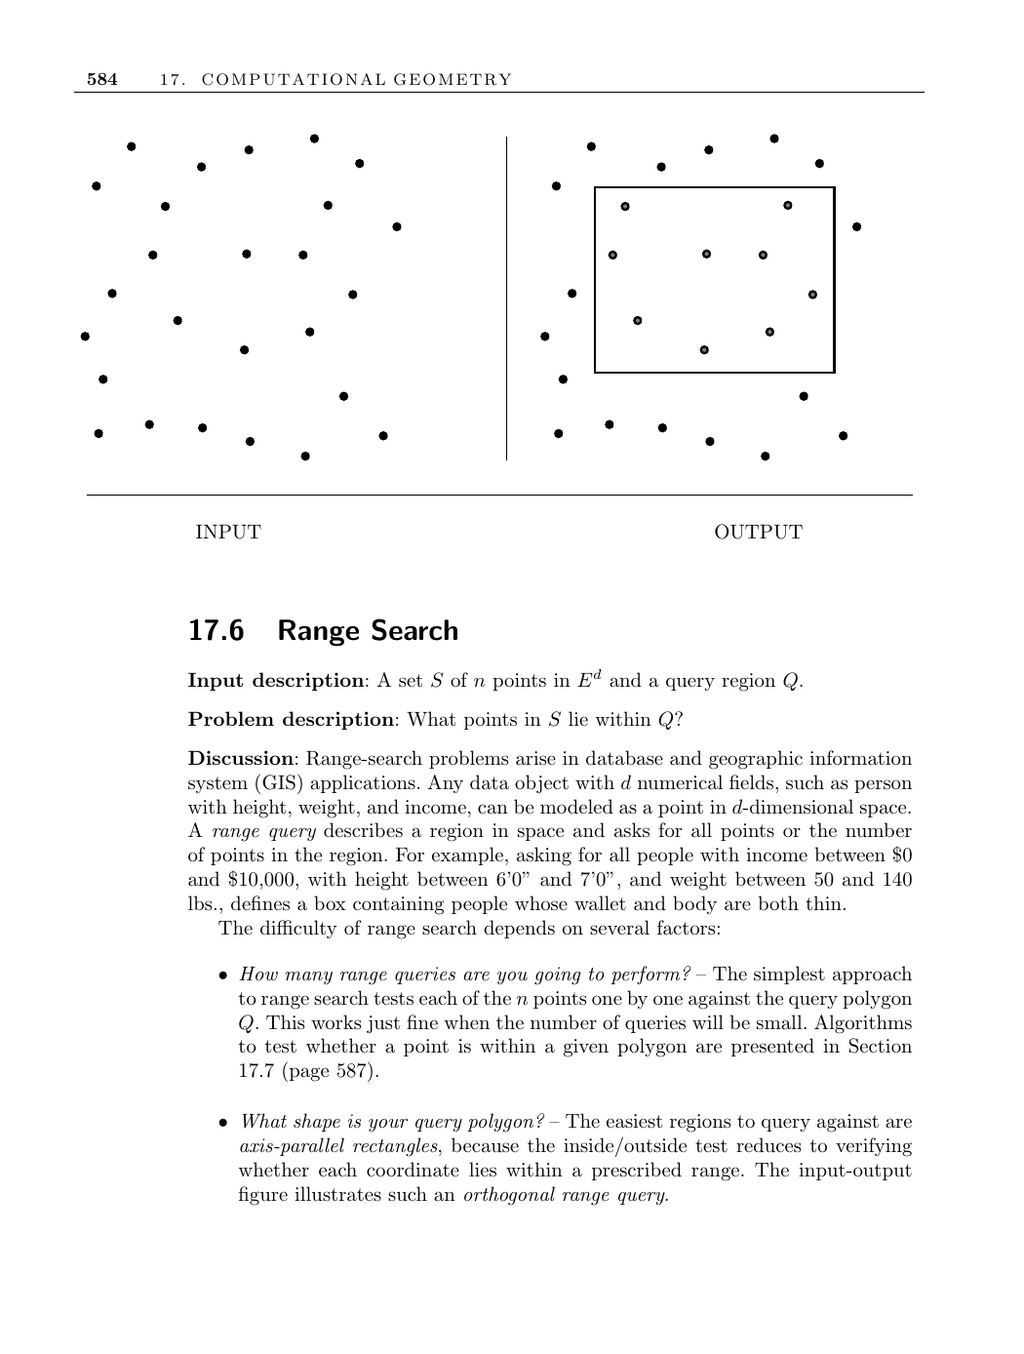 584 17. COMPUTATIONAL GEOMETRY
INPUT OUTPUT
17.6 Range Search
Input description: A set S of n points in E^d and a query region Q.
Problem description: What points in S lie within Q?
Discussion: Range-search problems arise in database and geographic information
system (GIS) applications. Any data object with d numerical fields, such as person
with height, weight, and income, can be modeled as a point in d-dimensional space.
A range query describes a region in space and asks for all points or the number
of points in the region. For example, asking for all people with income between $0
and $10,000, with height between 6'0” and 7'0”, and weight between 50 and 140
lbs., defines a box containing people whose wallet and body are both thin.
The difficulty of range search depends on several factors:
• How many range queries are you going to perform? – The simplest approach
to range search tests each of the n points one by one against the query polygon
Q. This works just fine when the number of queries will be small. Algorithms
to test whether a point is within a given polygon are presented in Section
17.7 (page 587).
• What shape is your query polygon? – The easiest regions to query against are
axis-parallel rectangles, because the inside/outside test reduces to verifying
whether each coordinate lies within a prescribed range. The input-output
figure illustrates such an orthogonal range query.